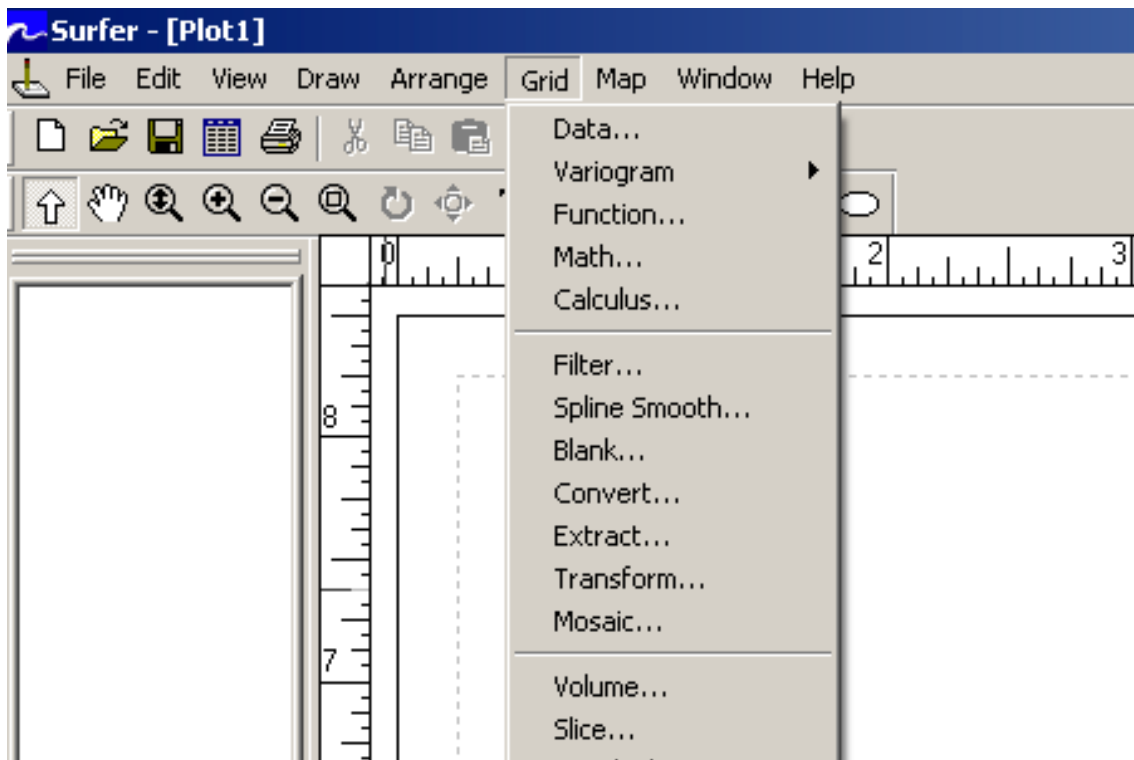 Surfer - [Plot1]
File Edit View Draw Arrange Grid Map Window Help
Data...
Variogram
Function...
Math...
Calculus...
0 2 3
Filter...
Spline Smooth...
8
Blank...
Convert...
Extract...
Transform...
Mosaic...
7
Volume...
Slice...